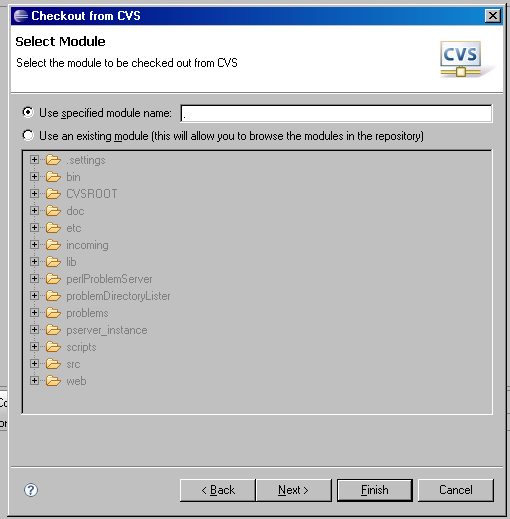 Checkout from CVS
Select Module
Select the module to be checked out from CVS
CVS
Use specified module name: .
Use an existing module (this will allow you to browse the modules in the repository)
.settings
bin
CVSROOT
doc
etc
incoming
lib
perlProblemServer
problemDirectoryLister
problems
pserver_instance
scripts
src
web
Co
or
? < Back Next > Finish Cancel